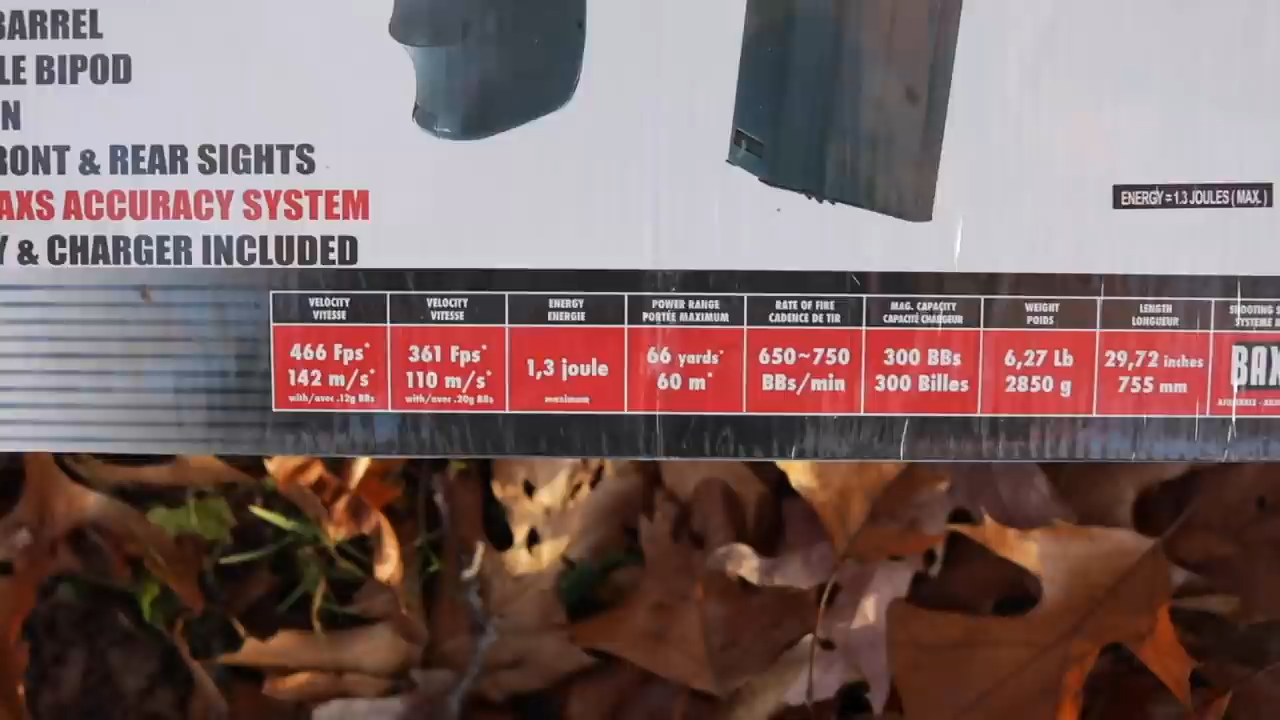 BARREL
LE BIPOD
N
RONT & REAR SIGHTS
AXS ACCURACY SYSTEM
Y & CHARGER INCLUDED
ENERGY = 1.3 JOULES ( MAX. )
VELOCITY
VITESSE
466 Fps*
142 m/s*
with/avec .12g BBs
VELOCITY
VITESSE
361 Fps*
110 m/s*
with/avec .20g BBs
ENERGY
ENERGIE
1,3 joule
maximum
POWER RANGE
PORTÉE MAXIMUM
66 yards*
60 m*
RATE OF FIRE
CADENCE DE TIR
650~750
BBs/min
MAG. CAPACITY
CAPACITÉ CHARGEUR
300 BBs
300 Billes
WEIGHT
POIDS
6,27 Lb
2850 g
LENGTH
LONGUEUR
29,72 inches
755 mm
SHOOTING S
SYSTEME
BAX